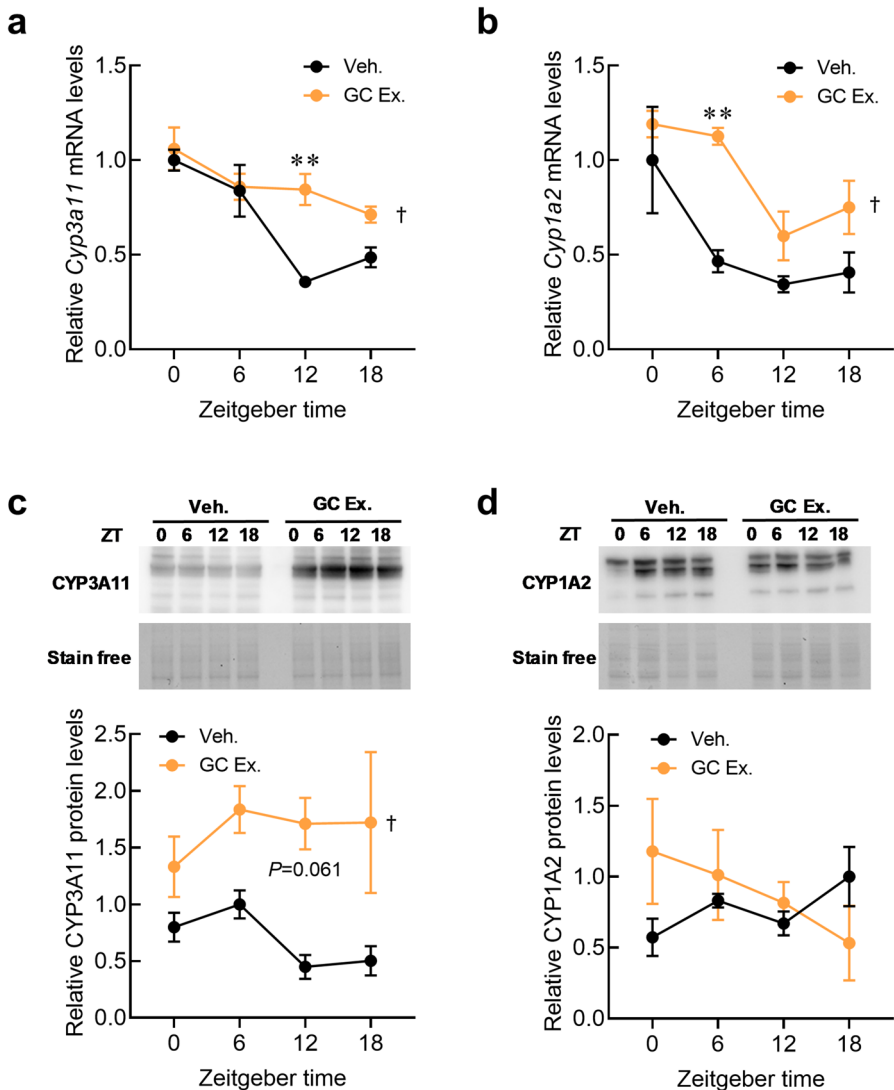 a
Relative Cyp3a11 mRNA levels
Veh.
GC Ex.
1.5
1.0
0.5
0.0
**
†
0 6 12 18
Zeitgeber time
b
Relative Cyp1a2 mRNA levels
Veh.
GC Ex.
1.5
1.0
0.5
0.0
**
†
0 6 12 18
Zeitgeber time
c
Veh. GC Ex.
ZT 0 6 12 18 0 6 12 18
CYP3A11
Stain free
Relative CYP3A11 protein levels
Veh.
GC Ex.
2.5
2.0
1.5
1.0
0.5
0.0
†
P=0.061
0 6 12 18
Zeitgeber time
d
Veh. GC Ex.
ZT 0 6 12 18 0 6 12 18
CYP1A2
Stain free
Relative CYP1A2 protein levels
Veh.
GC Ex.
2.0
1.5
1.0
0.5
0.0
0 6 12 18
Zeitgeber time